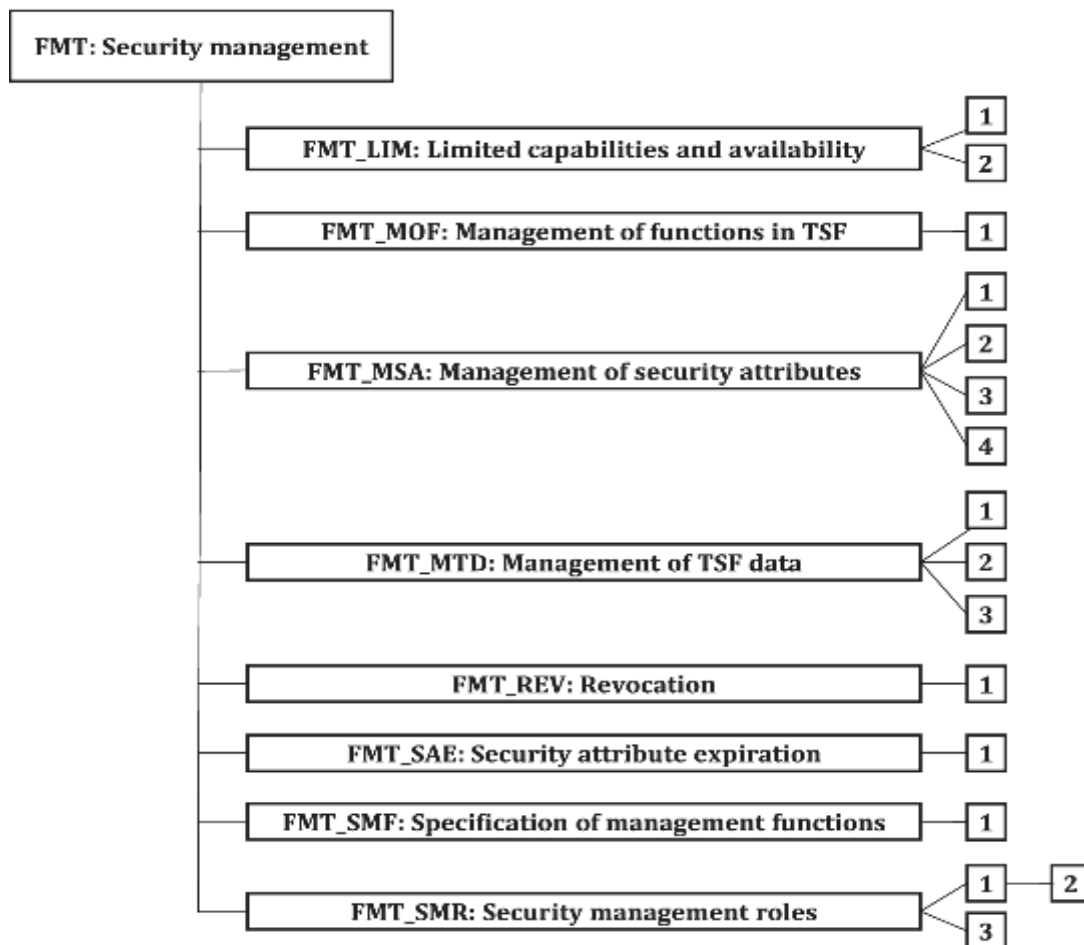 FMT: Security management
FMT_LIM: Limited capabilities and availability
1
2
FMT_MOF: Management of functions in TSF
1
FMT_MSA: Management of security attributes
1
2
3
4
FMT_MTD: Management of TSF data
1
2
3
FMT_REV: Revocation
1
FMT_SAE: Security attribute expiration
1
FMT_SMF: Specification of management functions
1
FMT_SMR: Security management roles
1
2
3